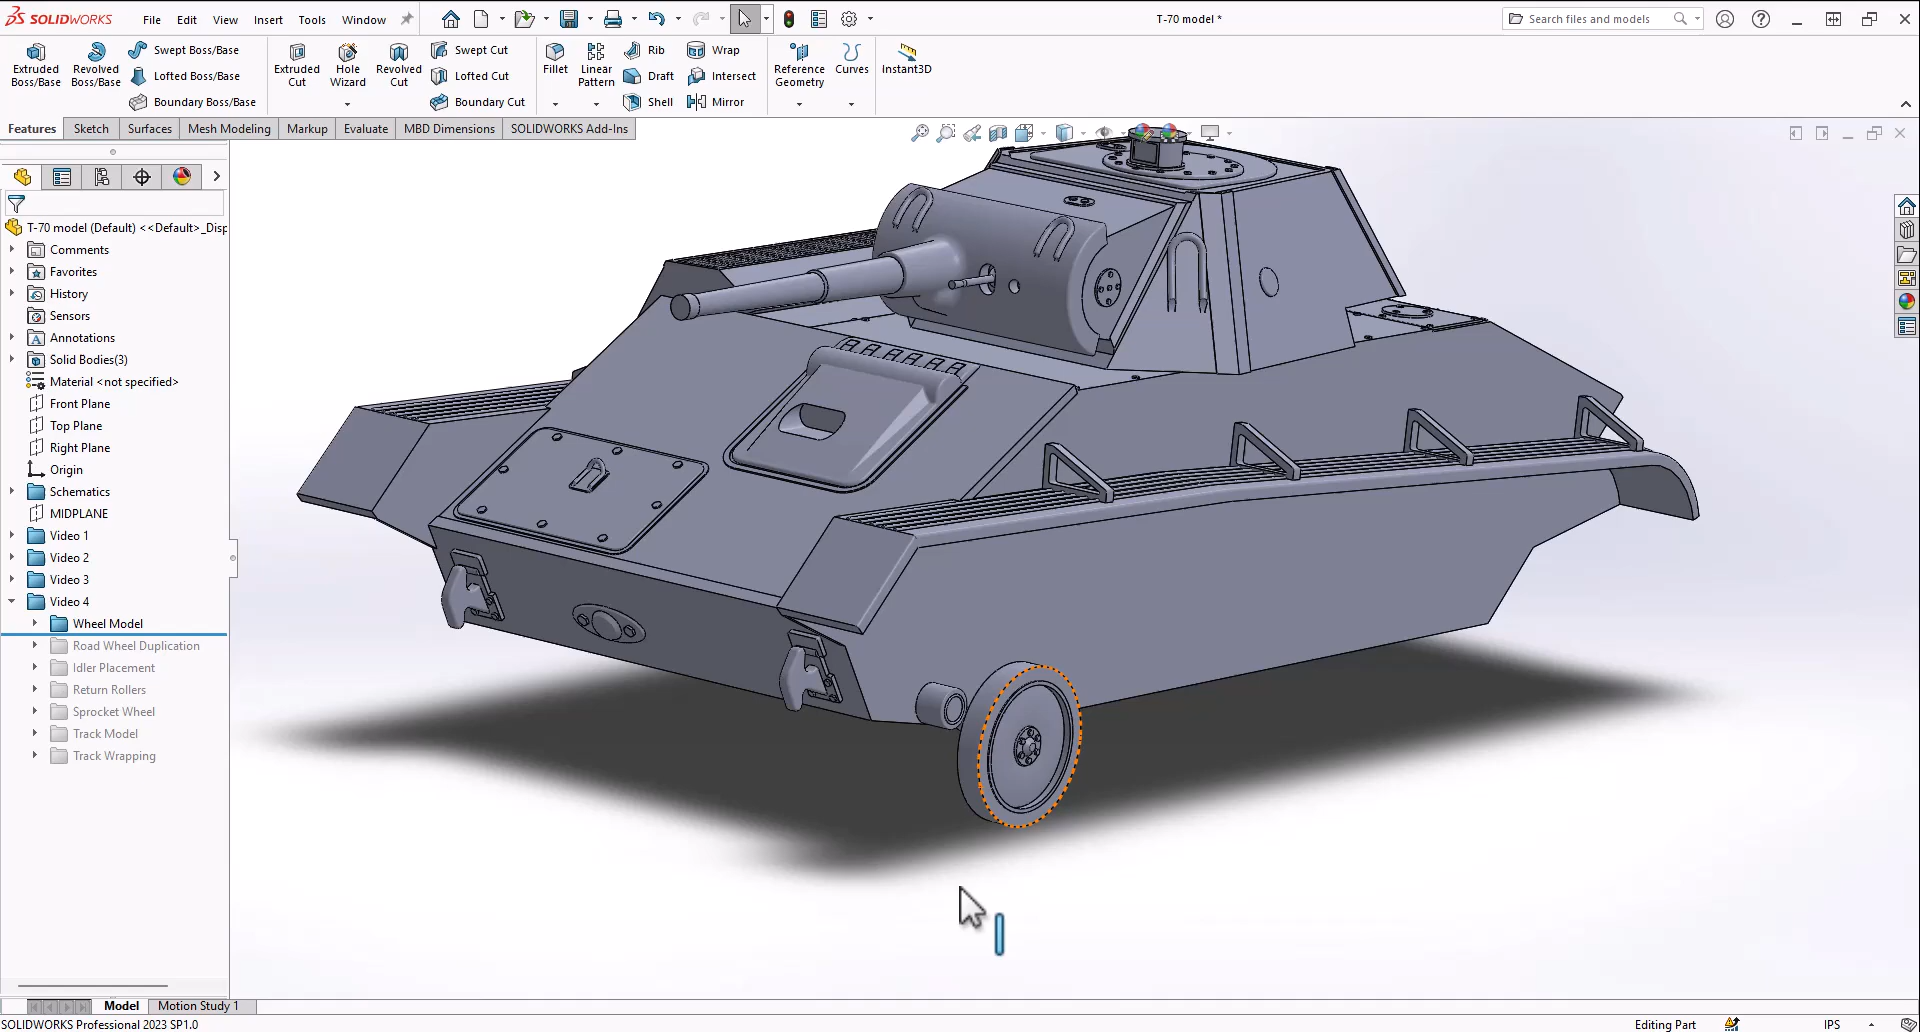 SOLIDWORKS File Edit View Insert Tools Window T-70 model * Search files and models
Extruded Boss/Base
Revolved Boss/Base
Swept Boss/Base
Lofted Boss/Base
Boundary Boss/Base
Extruded Cut
Hole Wizard
Revolved Cut
Swept Cut
Lofted Cut
Boundary Cut
Fillet
Linear Pattern
Rib
Draft
Shell
Wrap
Intersect
Mirror
Reference Geometry
Curves
Instant3D
Features Sketch Surfaces Mesh Modeling Markup Evaluate MBD Dimensions SOLIDWORKS Add-Ins
T-70 model (Default) <<Default>_Disp
Comments
Favorites
History
Sensors
Annotations
Solid Bodies(3)
Material <not specified>
Front Plane
Top Plane
Right Plane
Origin
Schematics
MIDPLANE
Video 1
Video 2
Video 3
Video 4
Wheel Model
Road Wheel Duplication
Idler Placement
Return Rollers
Sprocket Wheel
Track Model
Track Wrapping
Model Motion Study 1
SOLIDWORKS Professional 2023 SP1.0 Editing Part IPS